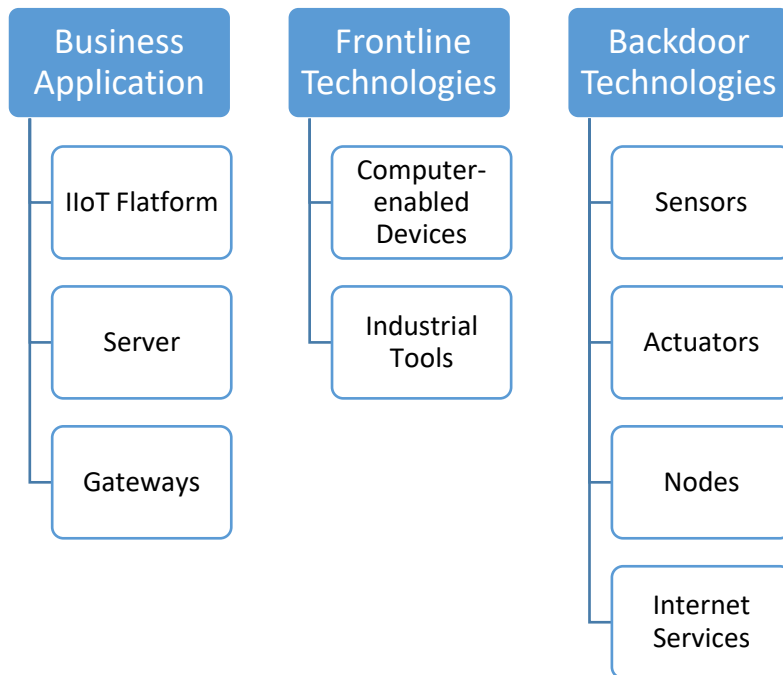 Business
Application
IIoT Flatform
Server
Gateways
Frontline
Technologies
Computer-
enabled
Devices
Industrial
Tools
Backdoor
Technologies
Sensors
Actuators
Nodes
Internet
Services